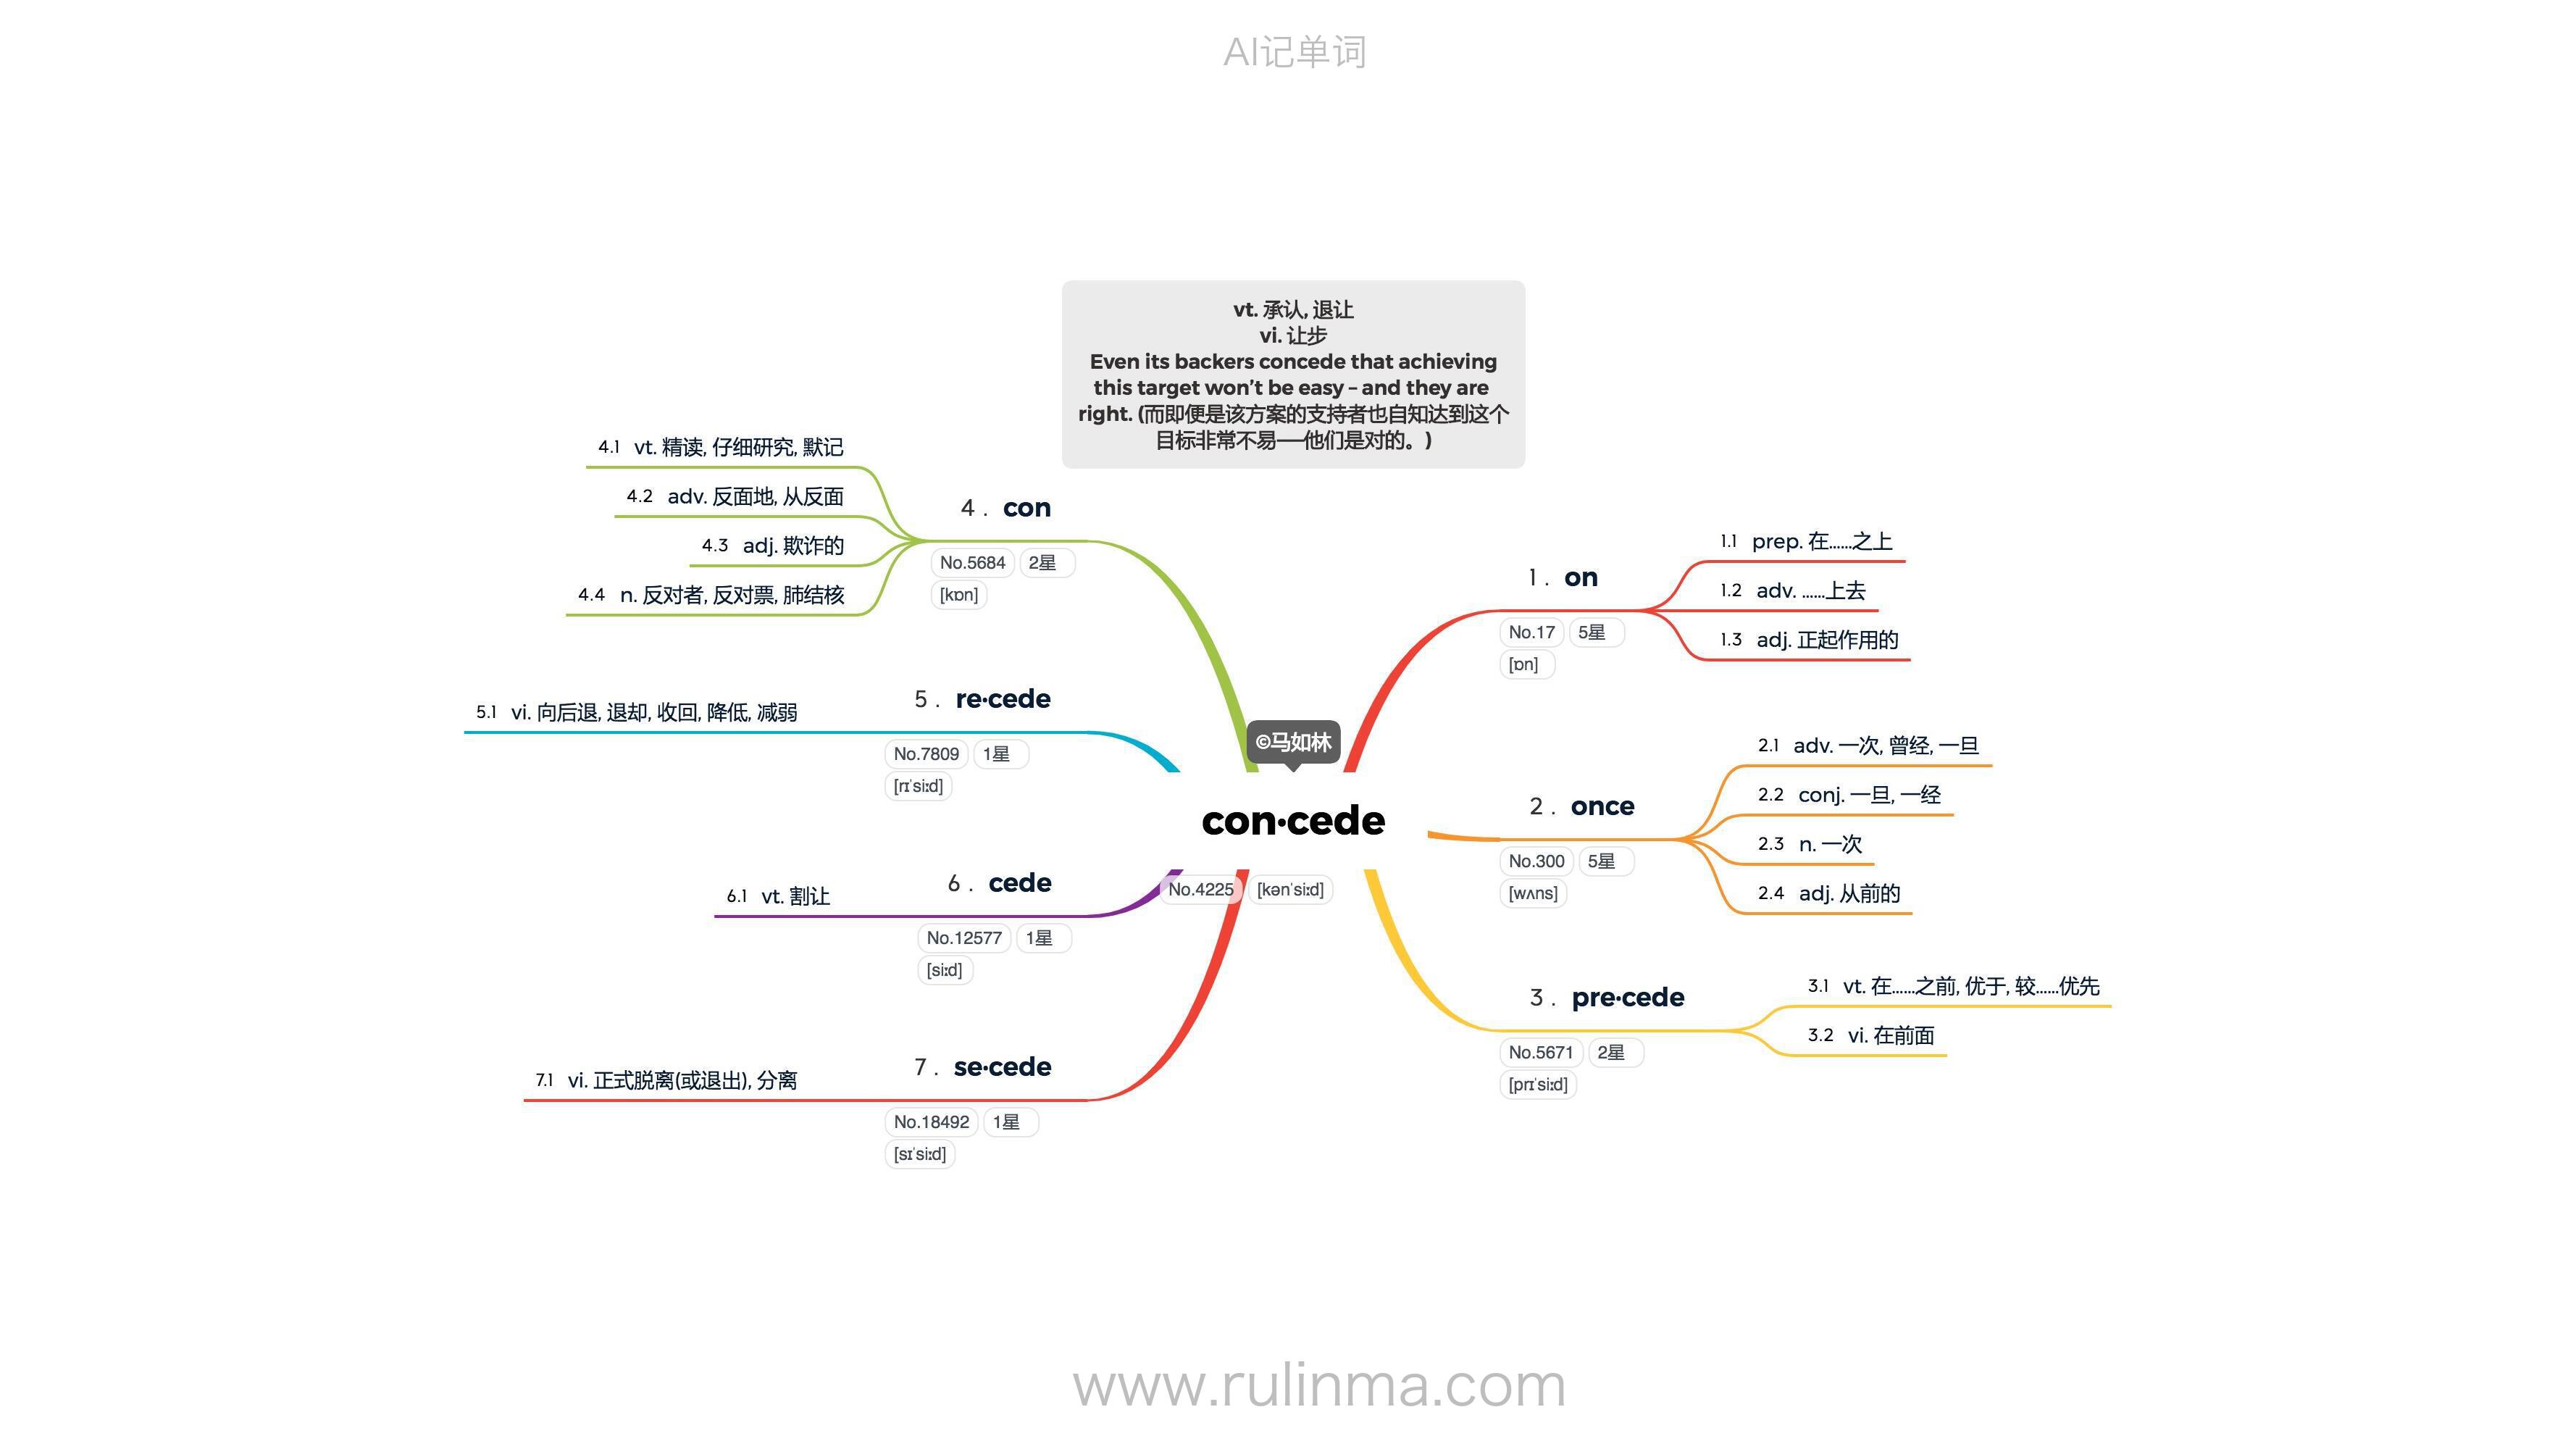 AI记单词
vt. 承认, 退让
vi. 让步
Even its backers concede that achieving
this target won’t be easy – and they are
right. (而即便是该方案的支持者也自知达到这个
目标非常不易──他们是对的。)
©马如林
con·cede
No.4225 [kənˈsiːd]
1 . on
No.17 5星
[ɒn]
1.1 prep. 在……之上
1.2 adv. ……上去
1.3 adj. 正起作用的
2 . once
No.300 5星
[wʌns]
2.1 adv. 一次, 曾经, 一旦
2.2 conj. 一旦, 一经
2.3 n. 一次
2.4 adj. 从前的
3 . pre·cede
No.5671 2星
[prɪˈsiːd]
3.1 vt. 在……之前, 优于, 较……优先
3.2 vi. 在前面
4 . con
No.5684 2星
[kɒn]
4.1 vt. 精读, 仔细研究, 默记
4.2 adv. 反面地, 从反面
4.3 adj. 欺诈的
4.4 n. 反对者, 反对票, 肺结核
5 . re·cede
No.7809 1星
[rɪˈsiːd]
5.1 vi. 向后退, 退却, 收回, 降低, 减弱
6 . cede
No.12577 1星
[siːd]
6.1 vt. 割让
7 . se·cede
No.18492 1星
[sɪˈsiːd]
7.1 vi. 正式脱离(或退出), 分离
www.rulinma.com